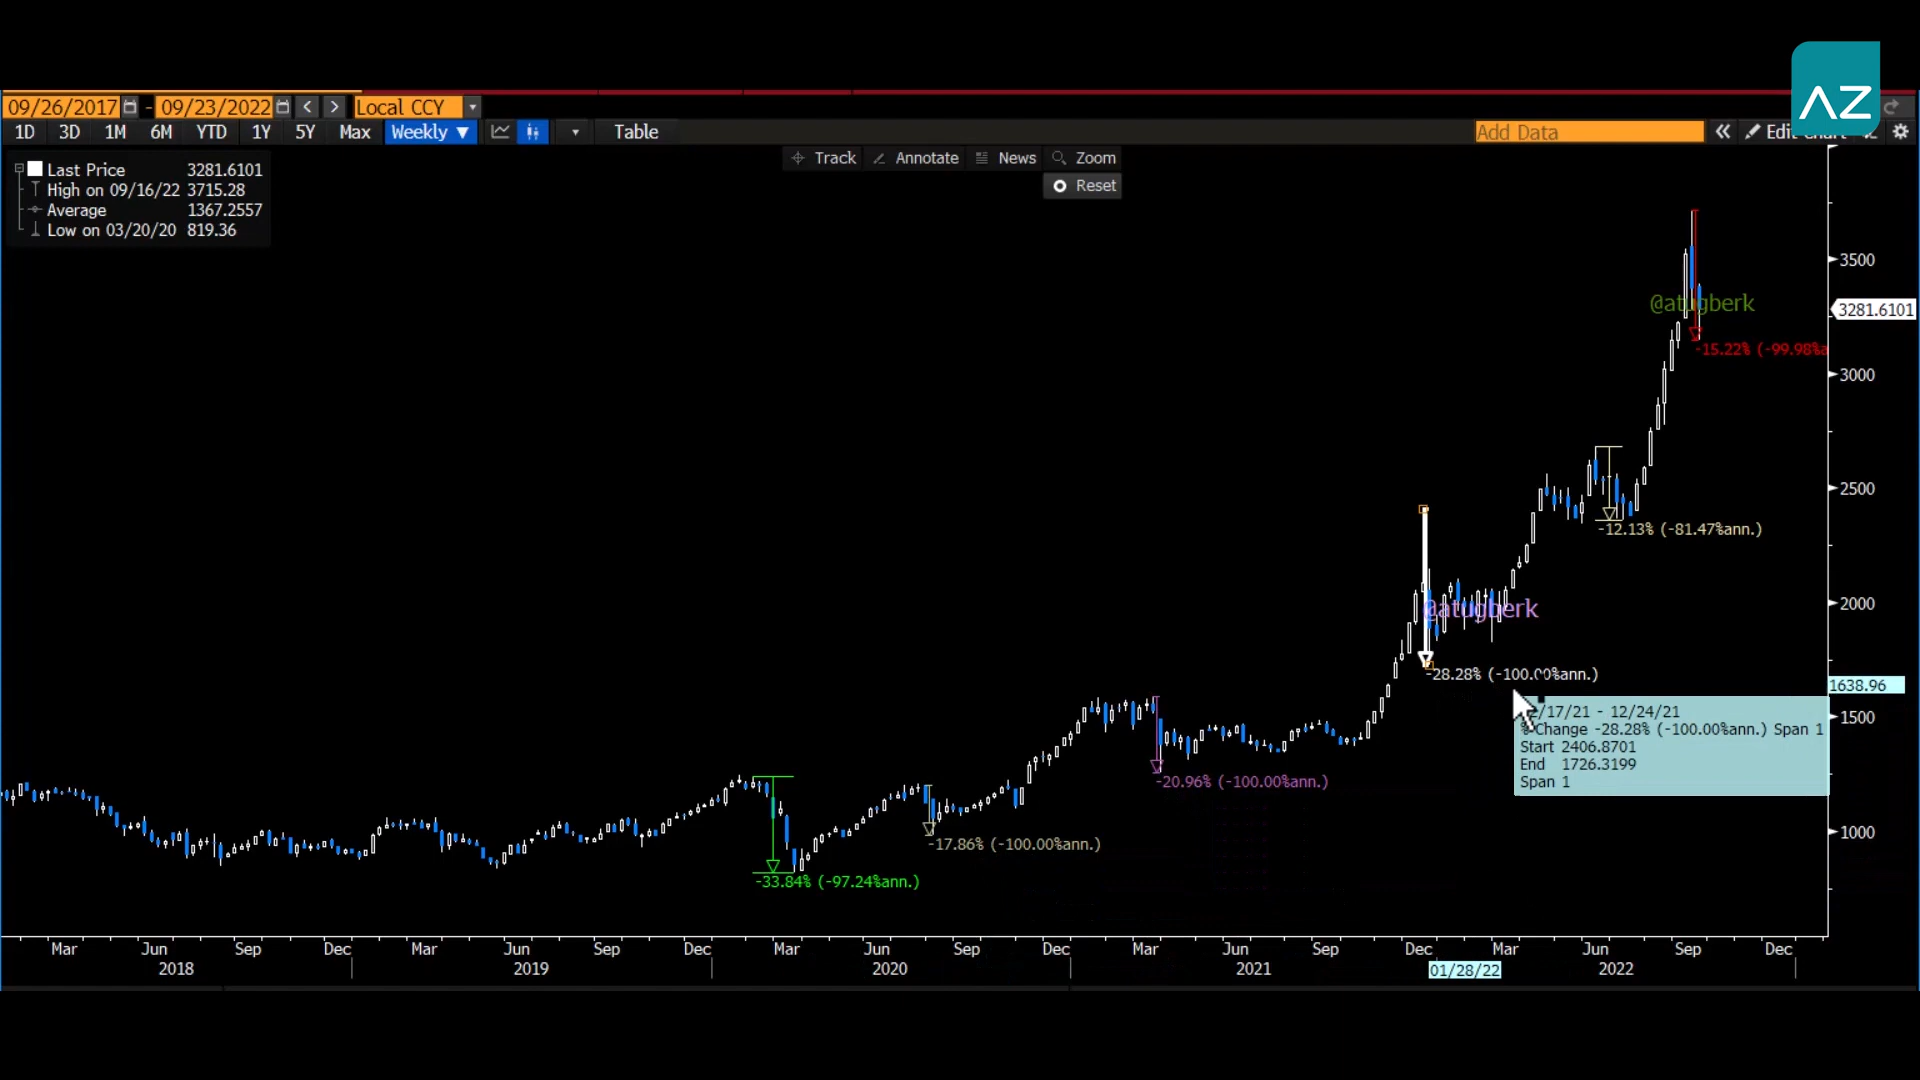 AZ
09/26/2017 - 09/23/2022 < > Local CCY
1D 3D 1M 6M YTD 1Y 5Y Max Weekly ▼ Table Add Data « Edit Chart
Track Annotate News Zoom
Reset
Last Price 3281.6101
High on 09/16/22 3715.28
Average 1367.2557
Low on 03/20/20 819.36
3500
@atugberk
3281.6101
-15.22% (-99.98%a
3000
2500
-12.13% (-81.47%ann.)
2000
@atugberk
-28.28% (-100.00%ann.)
1638.96
/17/21 - 12/24/21
1500
% Change -28.28% (-100.00%ann.) Span 1
Start 2406.8701
End 1726.3199
Span 1
-20.96% (-100.00%ann.)
1000
-17.86% (-100.00%ann.)
-33.84% (-97.24%ann.)
Mar Jun Sep Dec Mar Jun Sep Dec Mar Jun Sep Dec Mar Jun Sep Dec Mar Jun Sep Dec
2018 2019 2020 2021 01/28/22 2022